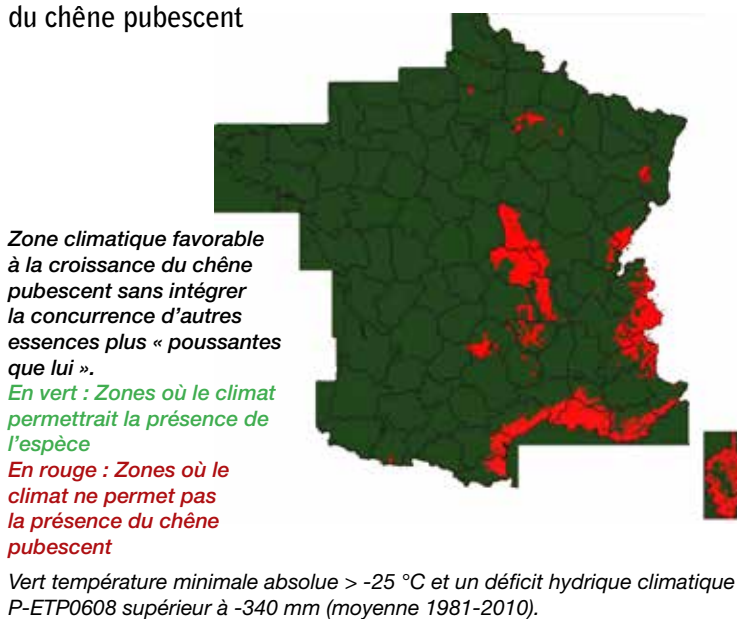 du chêne pubescent
Zone climatique favorable
à la croissance du chêne
pubescent sans intégrer
la concurrence d'autres
essences plus « poussantes
que lui ».
En vert : Zones où le climat
permettrait la présence de
l'espèce
En rouge : Zones où le
climat ne permet pas
la présence du chêne
pubescent
Vert température minimale absolue > -25 °C et un déficit hydrique climatique
P-ETP0608 supérieur à -340 mm (moyenne 1981-2010).